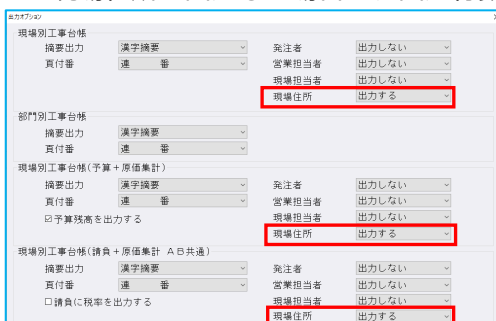 出力オプション
現場別工事台帳
摘要出力 漢字摘要 発注者 出力しない
頁付番 連　番 営業担当者 出力しない
現場担当者 出力しない
現場住所 出力する
部門別工事台帳
摘要出力 漢字摘要
頁付番 連　番
現場別工事台帳(予算+原価集計)
摘要出力 漢字摘要 発注者 出力しない
頁付番 連　番 営業担当者 出力しない
☑予算残高を出力する 現場担当者 出力しない
現場住所 出力する
現場別工事台帳(請負+原価集計 AB共通)
摘要出力 漢字摘要 発注者 出力しない
頁付番 連　番 営業担当者 出力しない
□請負に税率を出力する 現場担当者 出力しない
現場住所 出力する